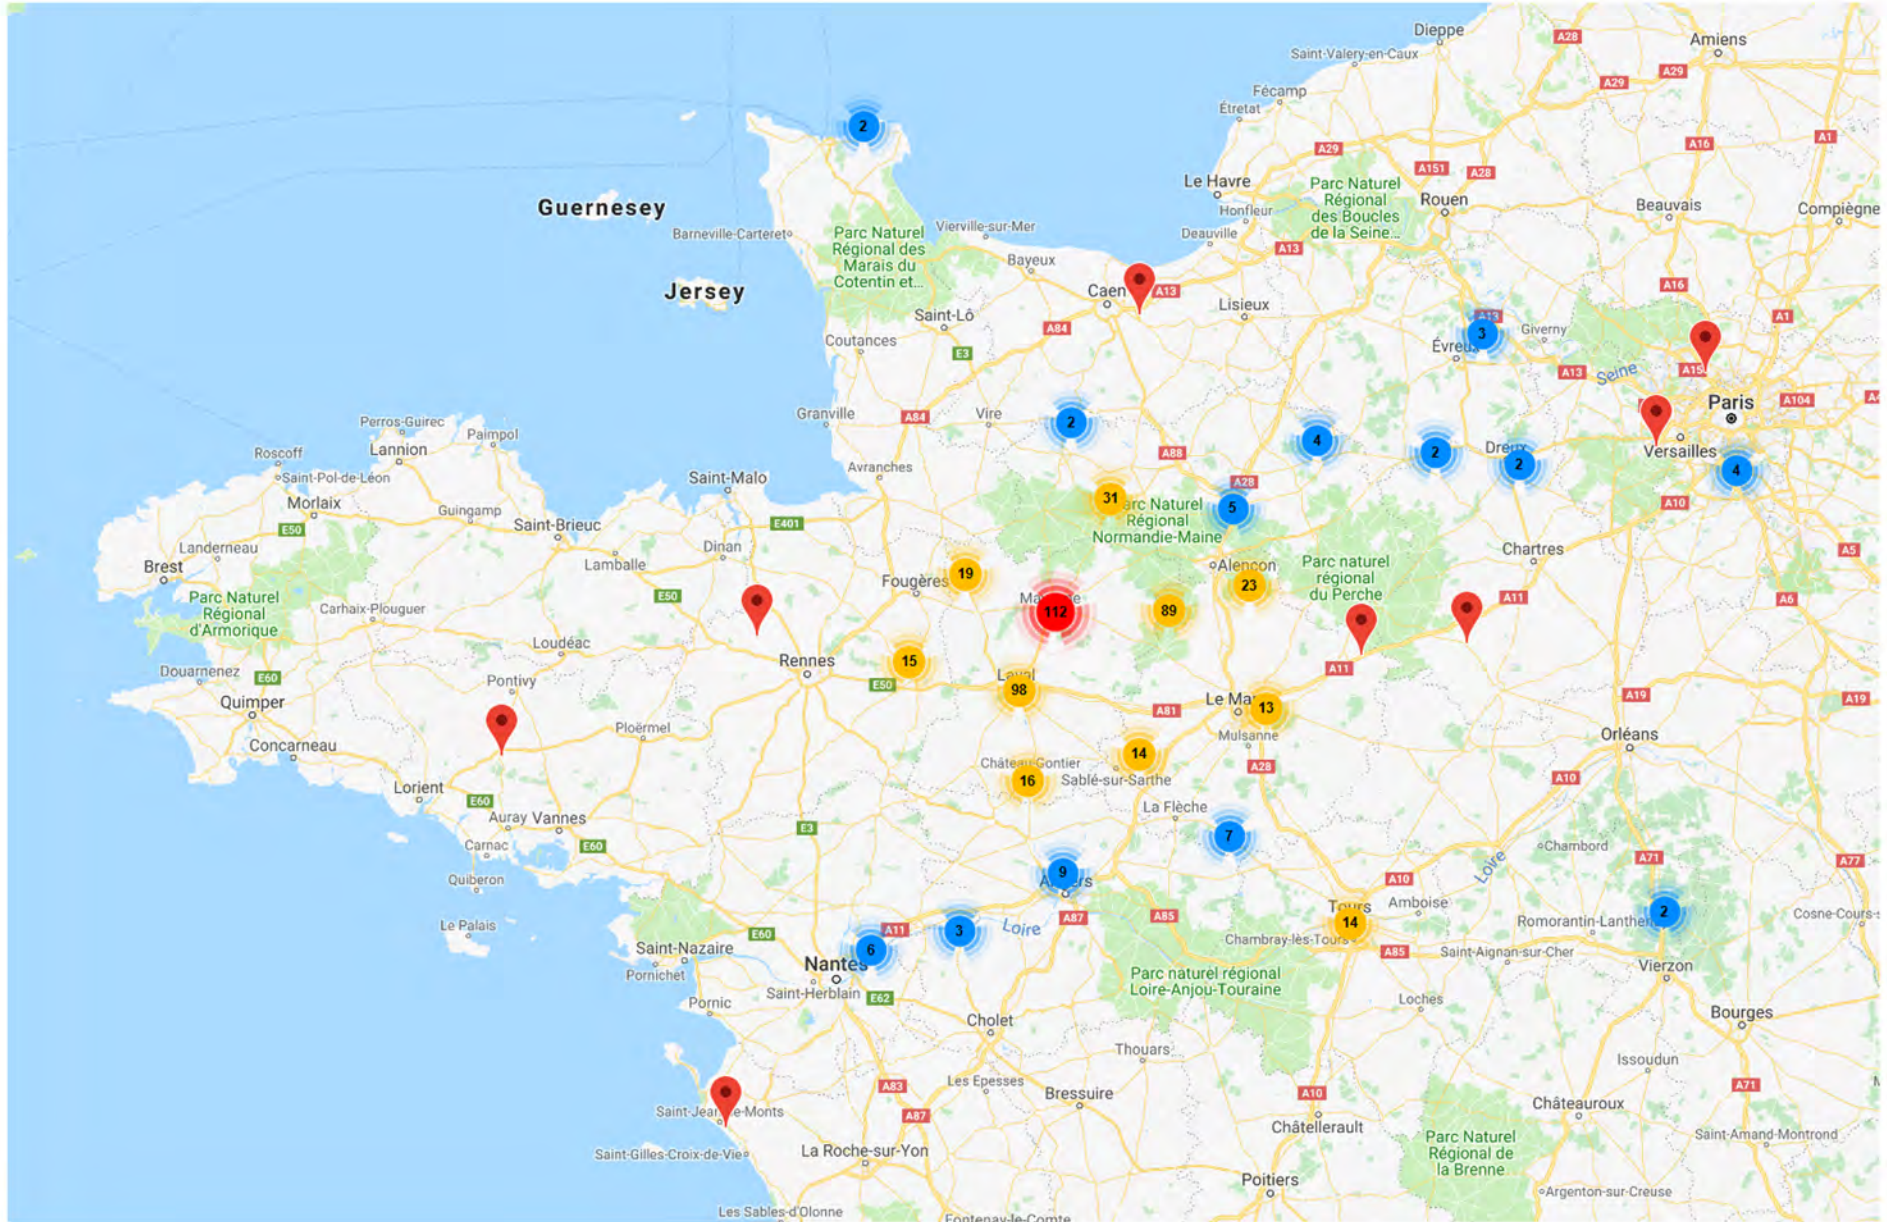 Dieppe
A28
Amiens
Saint-Valery-en-Caux
A29
A29
Fécamp
Étretat
2
A1
A29
A16
A151
A28
Le Havre
Parc Naturel
Régional
des Boucles
de la Seine...
Rouen
Beauvais
Compiègne
Guernesey
Honfleur
Barneville-Carteret
Parc Naturel
Régional des
Marais du
Cotentin et...
Vierville-sur-Mer
Deauville
A13
Bayeux
Jersey
Caen
A13
Lisieux
A16
Saint-Lô
A84
A13
A1
3
Giverny
Coutances
E3
Évreux
A13
Seine
Paris
A104
Granville
A84
Vire
2
4
2
Dreux
2
Versailles
4
Perros-Guirec
Paimpol
Lannion
Roscoff
Saint-Pol-de-Léon
Morlaix
Saint-Malo
Avranches
A88
A28
A10
31
Parc Naturel
Régional
Normandie-Maine
5
Guingamp
E50
Saint-Brieuc
E401
Landerneau
Lamballe
Dinan
Brest
Chartres
A5
Alençon
Parc naturel
régional
du Perche
Fougères
19
23
Parc Naturel
Régional
d'Armorique
Carhaix-Plouguer
E50
112
89
A11
A6
Loudéac
Rennes
15
E50
Laval
98
A11
Douarnenez
E60
Pontivy
Quimper
Le Mans
13
A81
A19
A19
Ploërmel
Mulsanne
Orléans
Concarneau
14
Château-Gontier
16
Sablé-sur-Sarthe
A28
A10
Lorient
E60
La Flèche
Auray
Vannes
E3
7
Carnac
E60
Chambord
A71
A77
Loire
Quiberon
9
Angers
A10
Tours
14
Amboise
2
Le Palais
A11
3
Loire
A87
A85
Romorantin-Lanthenay
Saint-Nazaire
E60
6
Chambray-lès-Tours
A85
Saint-Aignan-sur-Cher
Pornichet
Nantes
Saint-Herblain
E62
Parc naturel régional
Loire-Anjou-Touraine
Vierzon
Pornic
Loches
Cholet
Bourges
Thouars
Issoudun
Les Epesses
A83
Bressuire
A10
A71
Saint-Jean-de-Monts
A87
Châteauroux
Châtellerault
Saint-Amand-Montrond
Saint-Gilles-Croix-de-Vie
La Roche-sur-Yon
Parc Naturel
Régional de
la Brenne
Poitiers
Argenton-sur-Creuse
Les Sables-d'Olonne
Fontenay-le-Comte